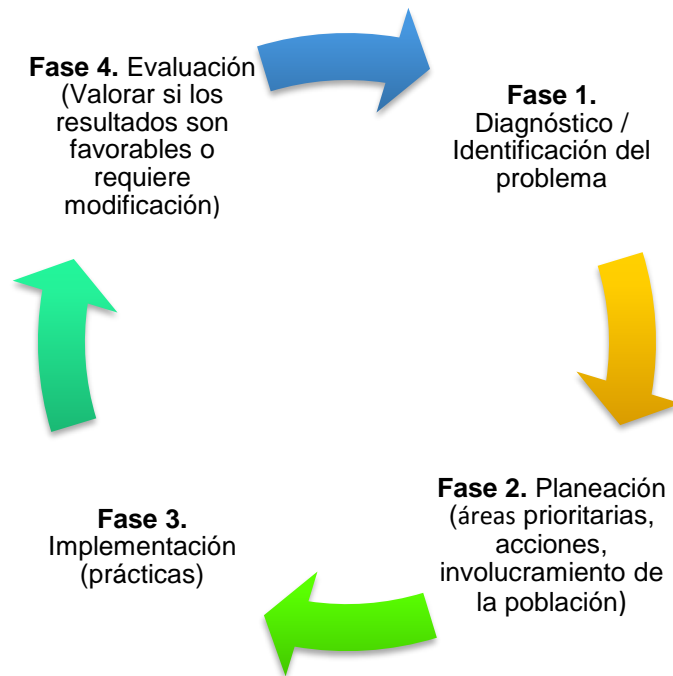 Fase 4. Evaluación
(Valorar si los
resultados son
favorables o
requiere
modificación)
Fase 1.
Diagnóstico /
Identificación del
problema
Fase 2. Planeación
(áreas prioritarias,
acciones,
involucramiento de
la población)
Fase 3.
Implementación
(prácticas)